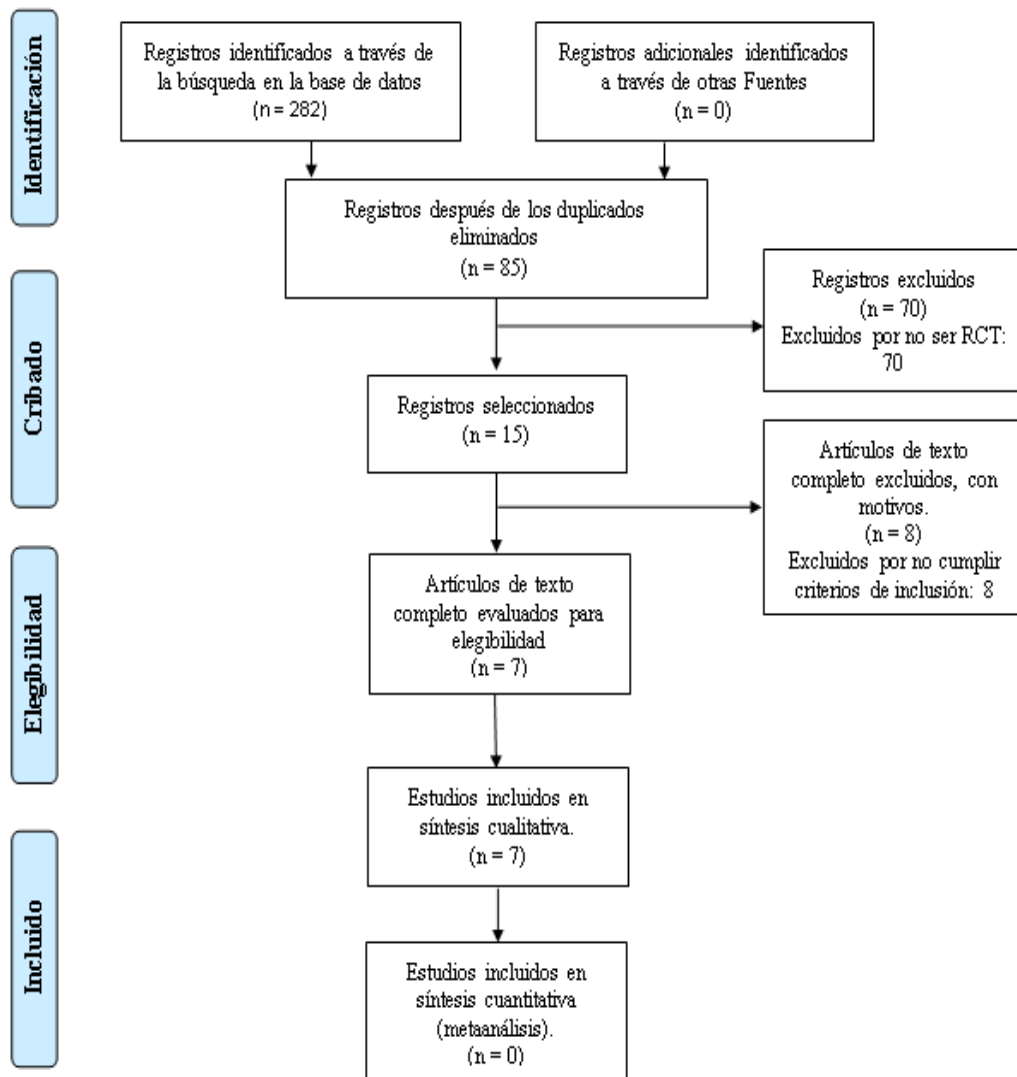 Identificación
Registros identificados a través de
la búsqueda en la base de datos
(n = 282)
Registros adicionales identificados
a través de otras Fuentes
(n = 0)
Registros después de los duplicados
eliminados
(n = 85)
Cribado
Registros excluidos
(n = 70)
Excluidos por no ser RCT:
70
Registros seleccionados
(n = 15)
Artículos de texto
completo excluidos, con
motivos.
(n = 8)
Excluidos por no cumplir
criterios de inclusión: 8
Elegibilidad
Artículos de texto
completo evaluados para
elegibilidad
(n = 7)
Incluido
Estudios incluidos en
síntesis cualitativa.
(n = 7)
Estudios incluidos en
síntesis cuantitativa
(metaanálisis).
(n = 0)